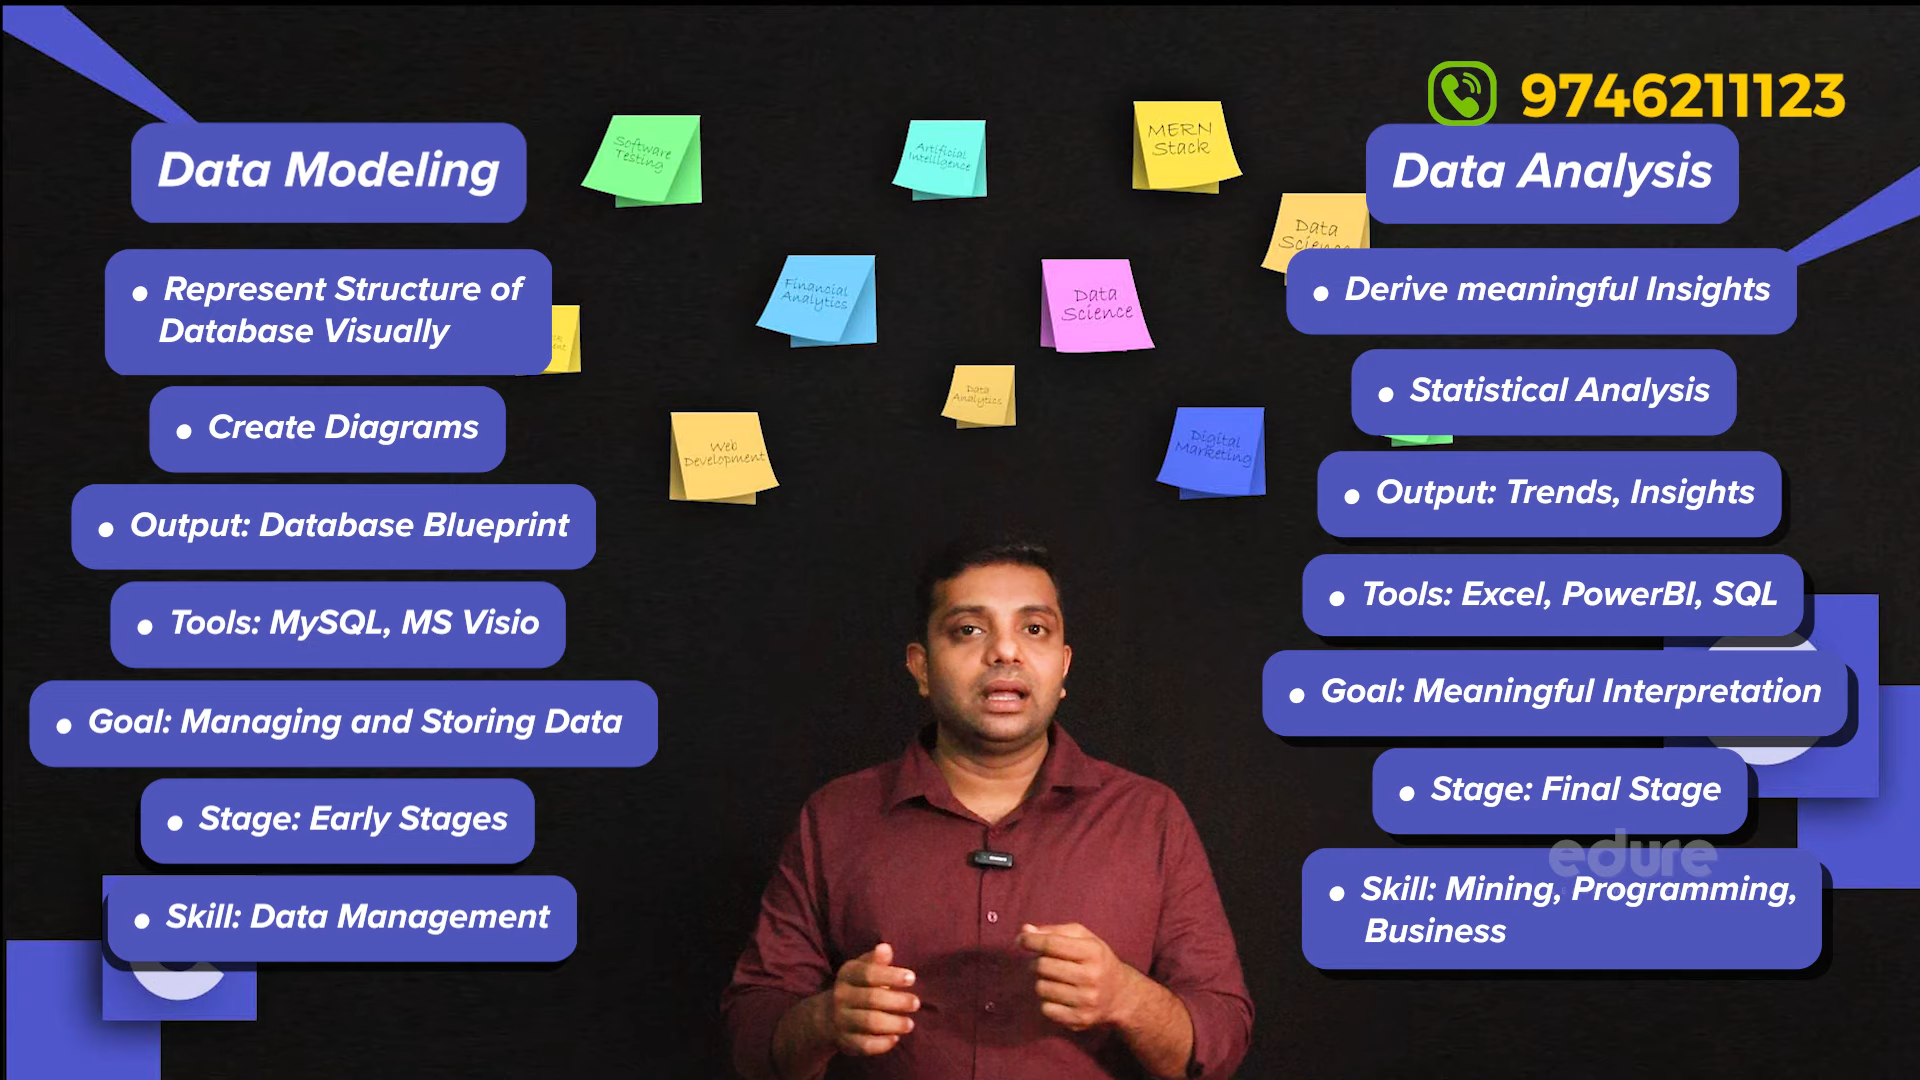 9746211123
Data Modeling
• Represent Structure of
Database Visually
• Create Diagrams
• Output: Database Blueprint
• Tools: MySQL, MS Visio
• Goal: Managing and Storing Data
• Stage: Early Stages
• Skill: Data Management
Software
Testing
Artificial
Intelligence
MERN
Stack
Data
Science
Financial
Analytics
Data
Science
Data
Analytics
Web
Development
Digital
Marketing
Data Analysis
• Derive meaningful Insights
• Statistical Analysis
• Output: Trends, Insights
• Tools: Excel, PowerBI, SQL
• Goal: Meaningful Interpretation
• Stage: Final Stage
edure
• Skill: Mining, Programming,
Business